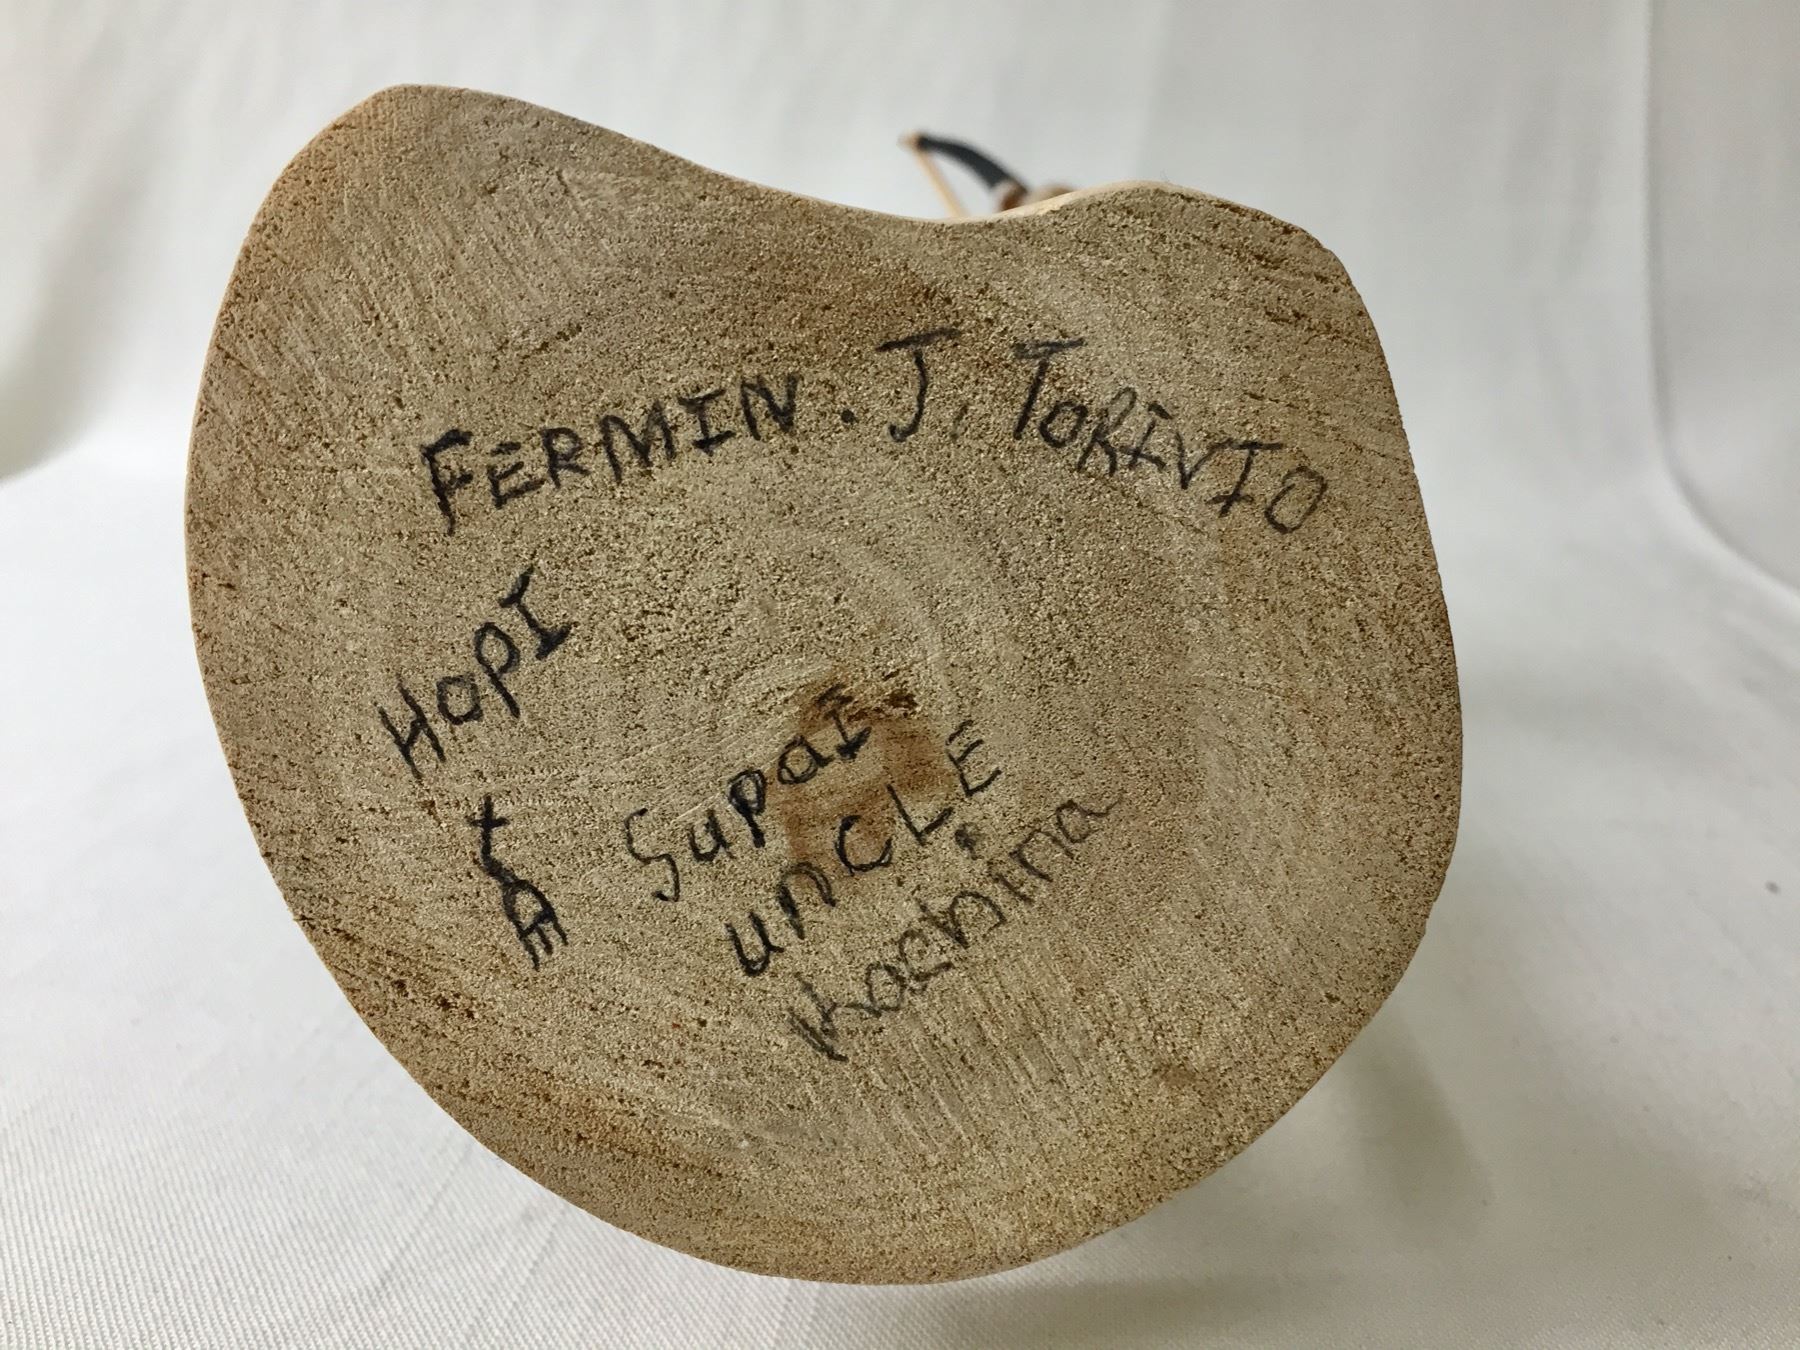 FERMIN. J. TORIVIO
HOPI
Supai
UNCLE
Kachina